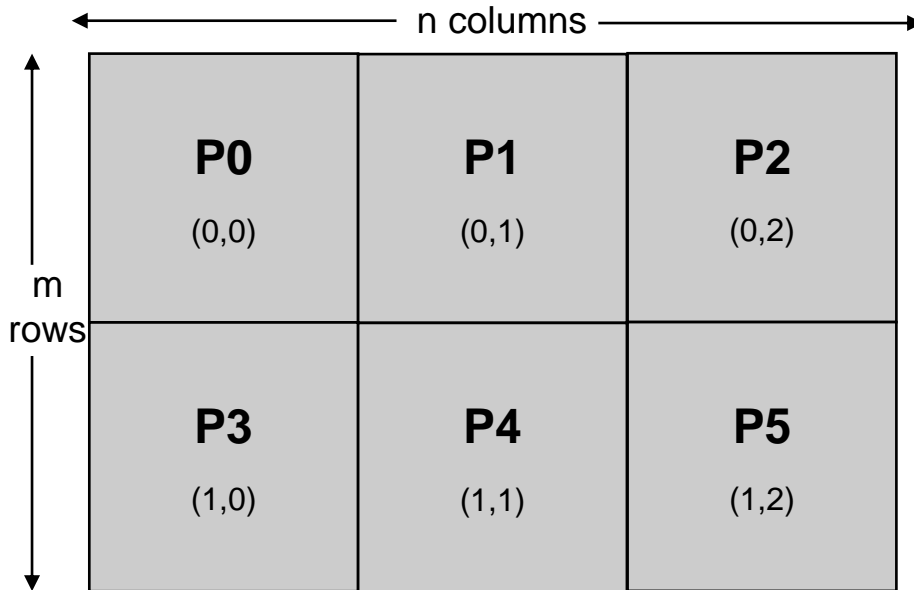 n columns
P0 P1 P2
(0,0) (0,1) (0,2)
m
rows
P3 P4 P5
(1,0) (1,1) (1,2)